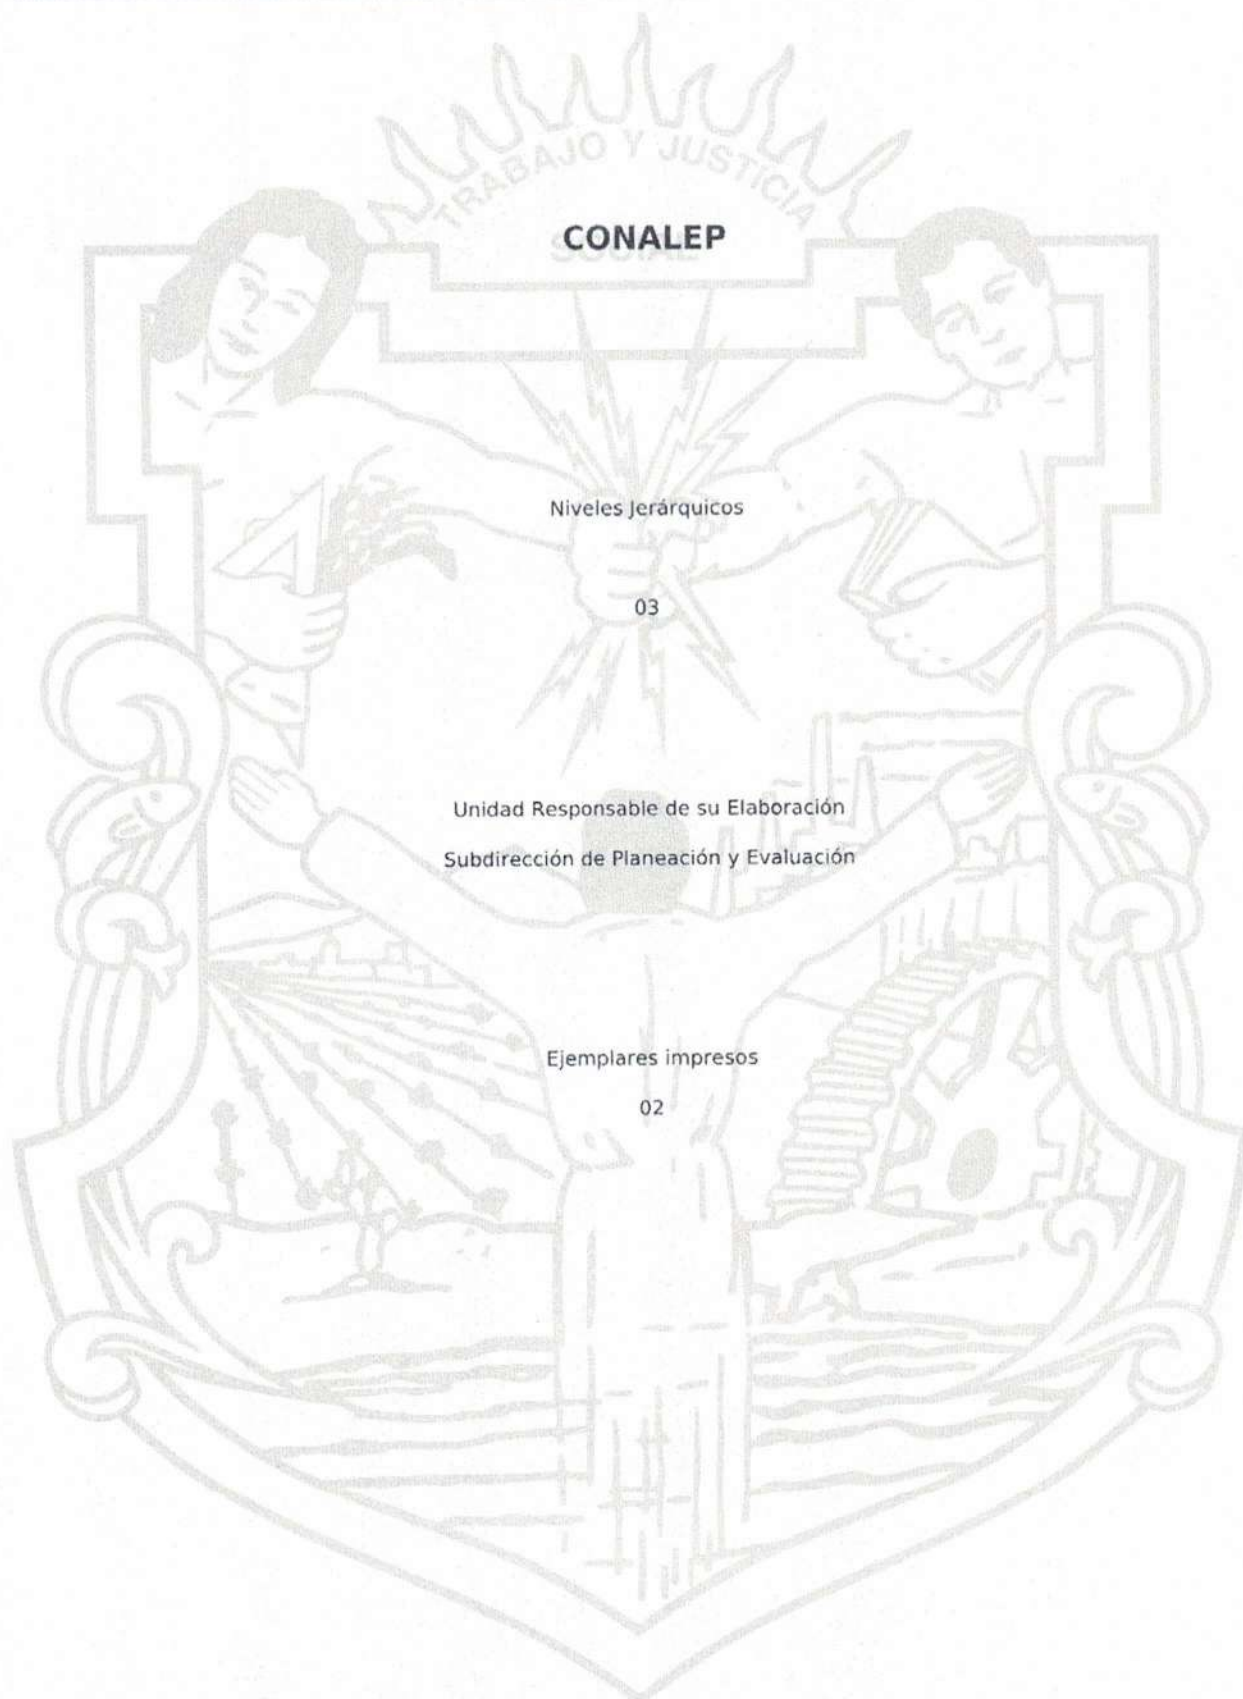 TRABAJO Y JUSTICIA
SOCIAL
CONALEP
Niveles Jerárquicos
03
Unidad Responsable de su Elaboración
Subdirección de Planeación y Evaluación
Ejemplares impresos
02